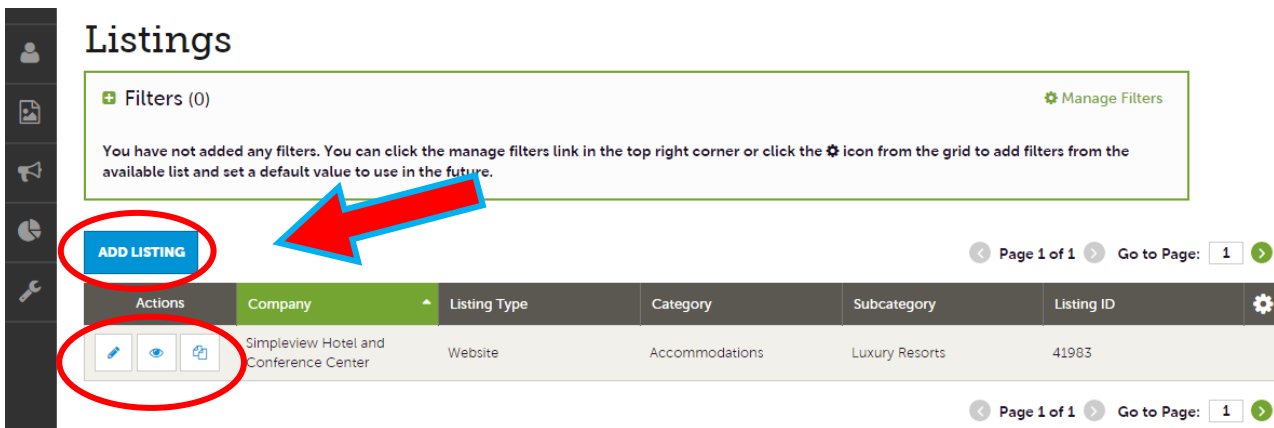 Listings
Filters (0)
Manage Filters
You have not added any filters. You can click the manage filters link in the top right corner or click the icon from the grid to add filters from the
available list and set a default value to use in the future.
ADD LISTING
Page 1 of 1 Go to Page: 1
Actions Company Listing Type Category Subcategory Listing ID
Simpleview Hotel and
Conference Center
Website Accommodations Luxury Resorts 41983
Page 1 of 1 Go to Page: 1